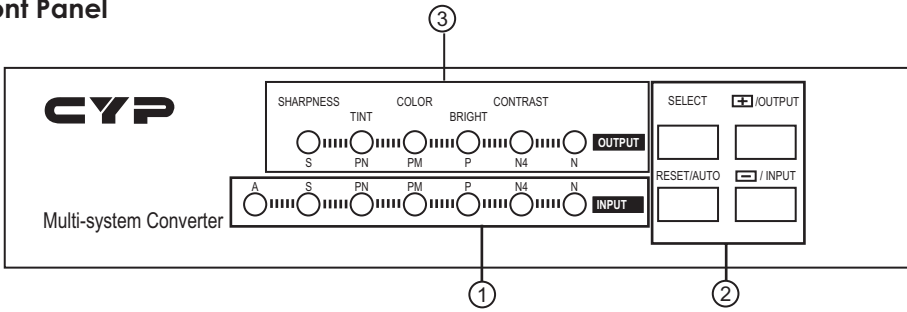 ont Panel
3
CYP
SHARPNESS COLOR CONTRAST
TINT BRIGHT
OUTPUT
S PN PM P N4 N
A S PN PM P N4 N
INPUT
Multi-system Converter
SELECT + /OUTPUT
RESET/AUTO − / INPUT
1
2